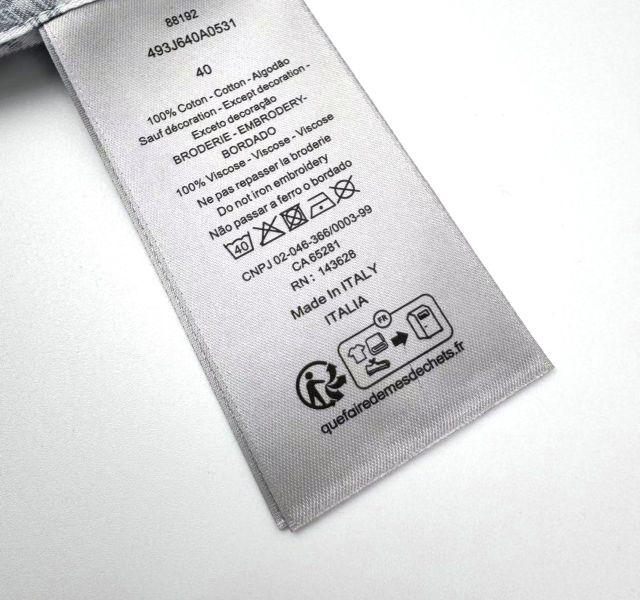 88192
493J640A0531
40
100% Coton - Cotton - Algodão
Sauf décoration - Except decoration -
Exceto decoração
BRODERIE - EMBRODERY-
BORDADO
100% Viscose - Viscose - Viscose
Ne pas repasser la broderie
Do not iron embroidery
Não passar a ferro o bordado
40
CNPJ 02-046-366/0003-99
CA 65281
RN : 143628
Made In ITALY
ITALIA
FR
quefairedemesdechets.fr